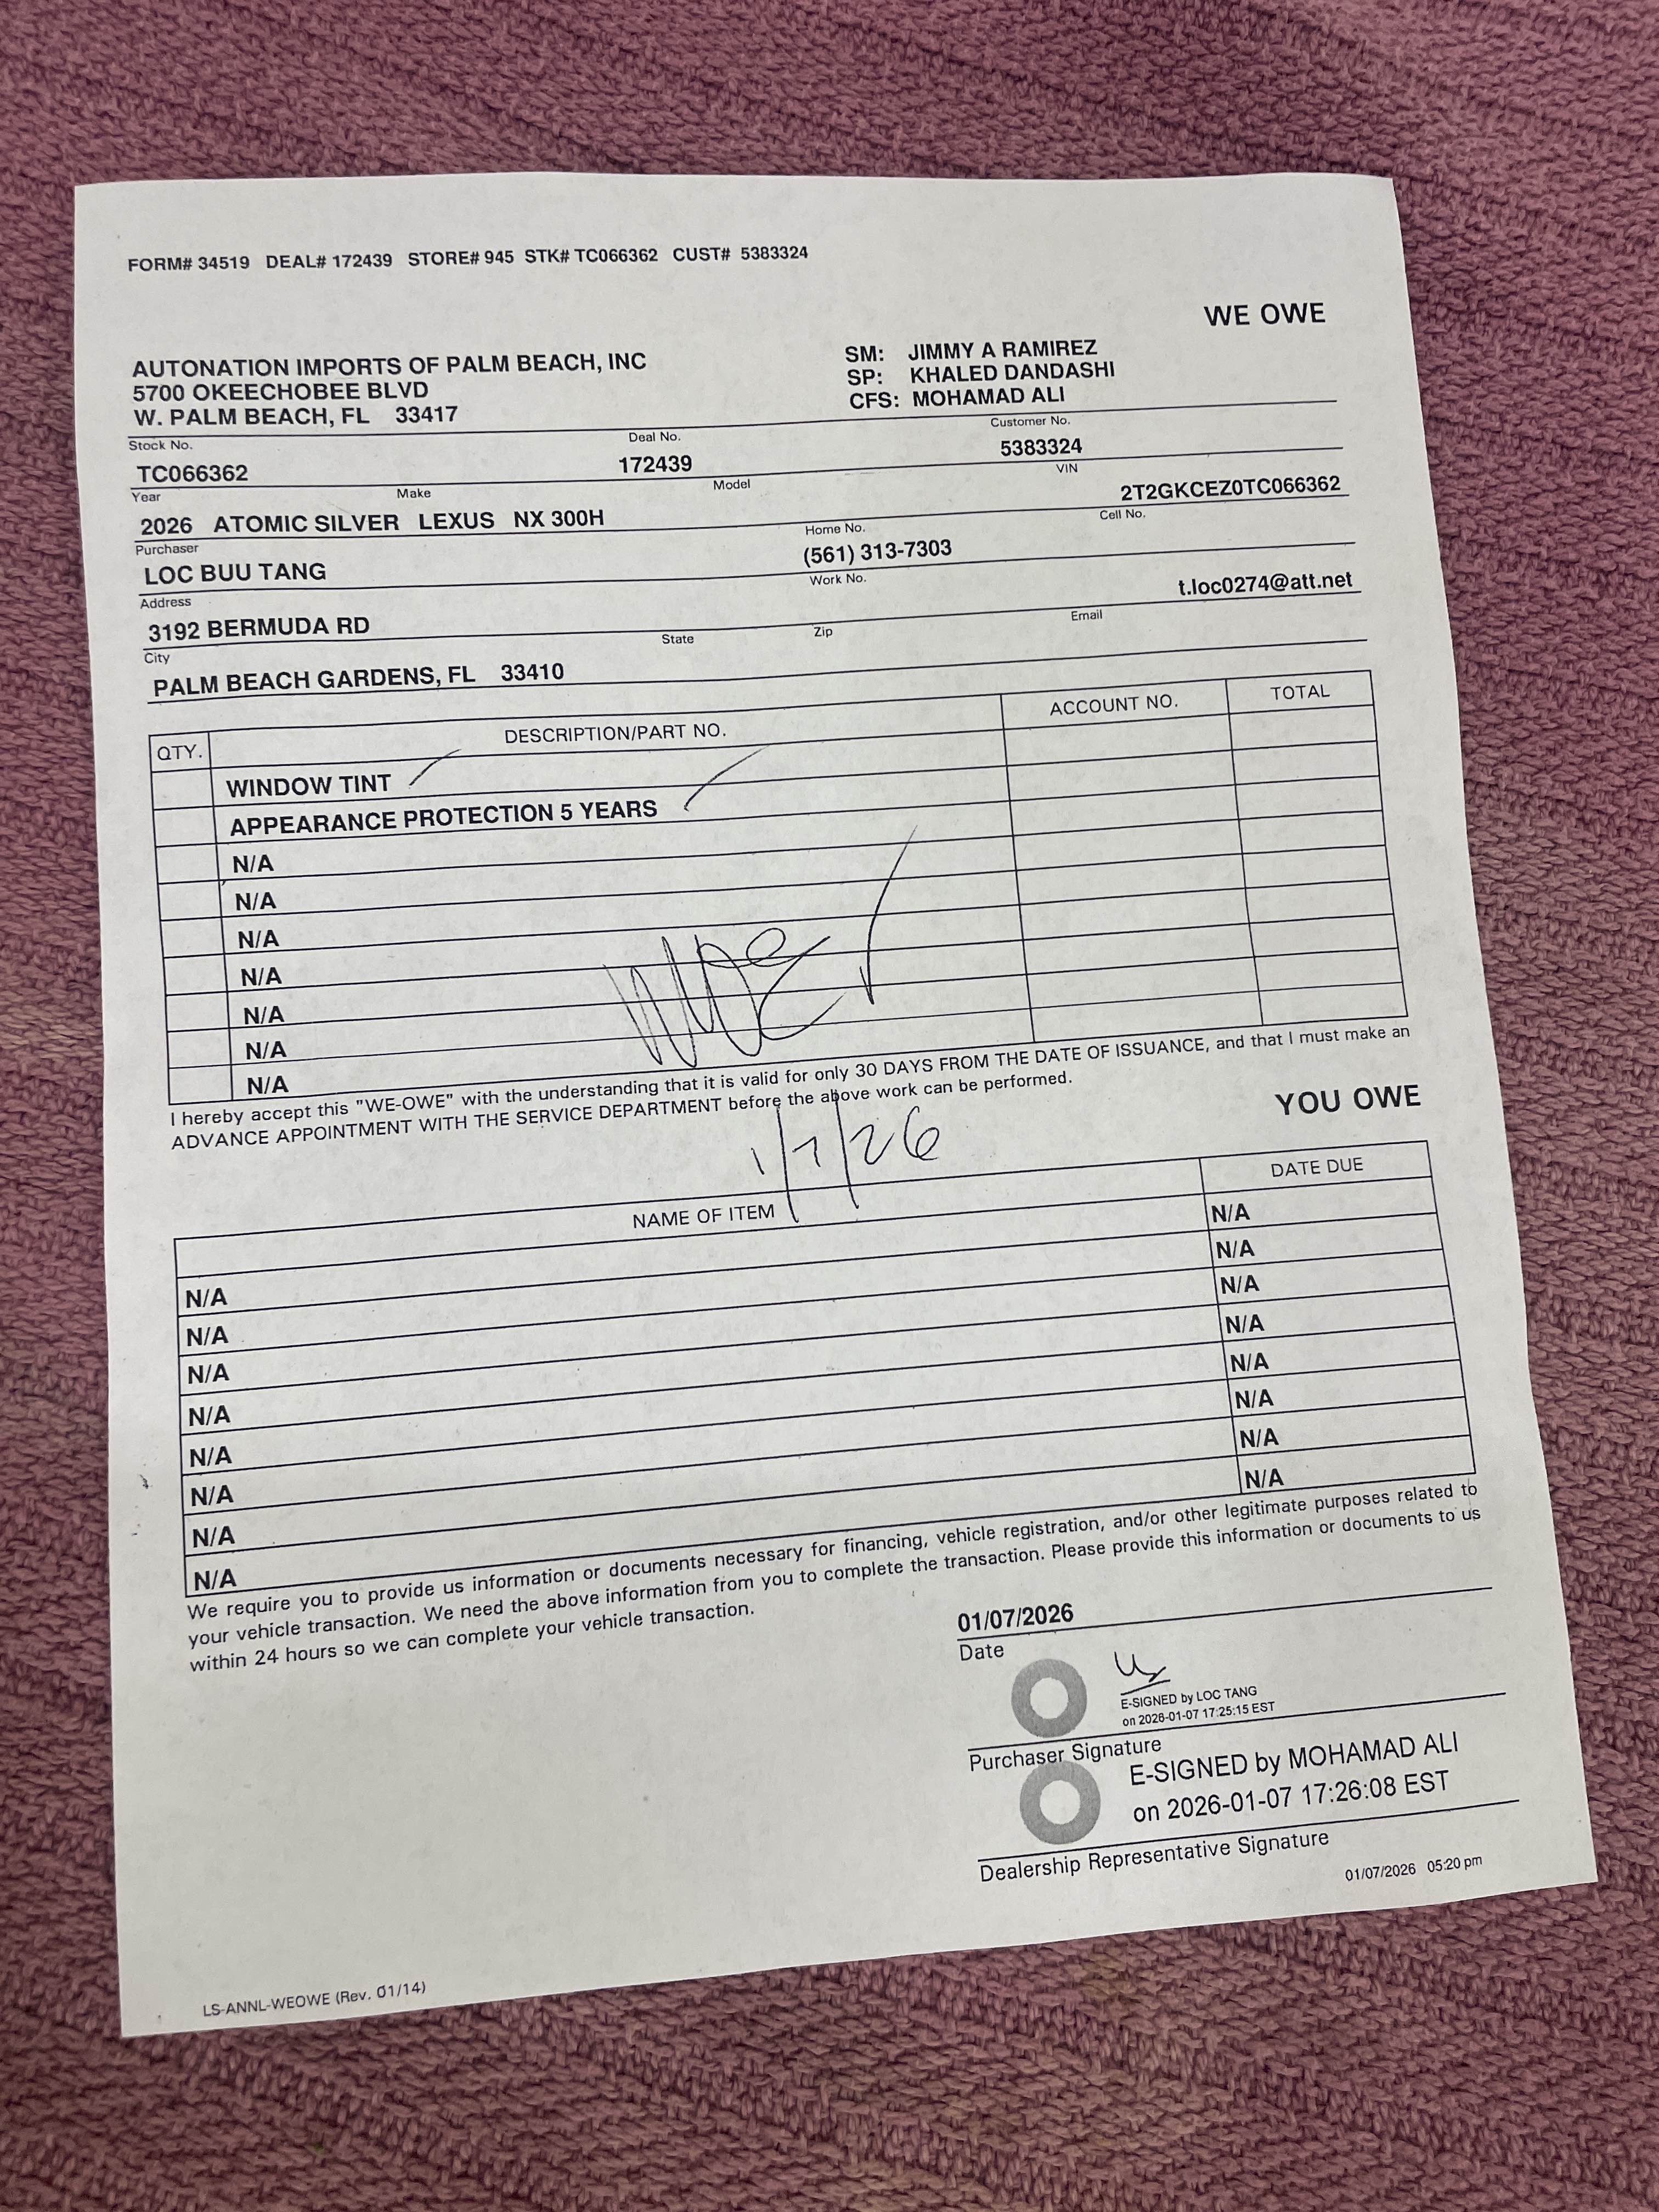 FORM# 34519 DEAL# 172439 STORE# 945 STK# TC066362 CUST# 5383324
WE OWE
AUTONATION IMPORTS OF PALM BEACH, INC
5700 OKEECHOBEE BLVD
W. PALM BEACH, FL 33417
SM: JIMMY A RAMIREZ
SP: KHALED DANDASHI
CFS: MOHAMAD ALI
Stock No. Deal No. Customer No.
TC066362 172439 5383324
Year Make Model VIN
2026 ATOMIC SILVER LEXUS NX 300H 2T2GKCEZ0TC066362
Purchaser Home No. Cell No.
LOC BUU TANG (561) 313-7303
Address Work No.
3192 BERMUDA RD t.loc0274@att.net
City State Zip Email
PALM BEACH GARDENS, FL 33410
QTY. DESCRIPTION/PART NO. ACCOUNT NO. TOTAL
WINDOW TINT
APPEARANCE PROTECTION 5 YEARS
N/A
N/A
N/A
N/A
N/A
N/A
N/A
I hereby accept this "WE-OWE" with the understanding that it is valid for only 30 DAYS FROM THE DATE OF ISSUANCE, and that I must make an
ADVANCE APPOINTMENT WITH THE SERVICE DEPARTMENT before the above work can be performed.
1/7/26
YOU OWE
NAME OF ITEM DATE DUE
N/A N/A
N/A N/A
N/A N/A
N/A N/A
N/A N/A
N/A N/A
N/A N/A
N/A N/A
We require you to provide us information or documents necessary for financing, vehicle registration, and/or other legitimate purposes related to
your vehicle transaction. We need the above information from you to complete the transaction. Please provide this information or documents to us
within 24 hours so we can complete your vehicle transaction.
01/07/2026
Date
E-SIGNED by LOC TANG
on 2026-01-07 17:25:15 EST
Purchaser Signature
E-SIGNED by MOHAMAD ALI
on 2026-01-07 17:26:08 EST
Dealership Representative Signature
01/07/2026 05:20 pm
LS-ANNL-WEOWE (Rev. 01/14)